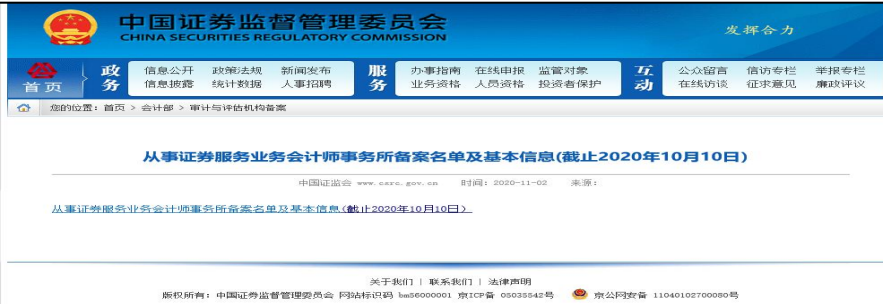 中国证券监督管理委员会
CHINA SECURITIES REGULATORY COMMISSION
发挥合力
首页
政务
信息公开 政策法规 新闻发布
信息披露 统计数据 人事招聘
服务
办事指南 在线申报 监管对象
业务资格 人员资格 投资者保护
互动
公众留言 信访专栏 举报专栏
在线访谈 征求意见 廉政评议
您的位置：首页 > 会计部 > 审计与评估机构备案
从事证券服务业务会计师事务所备案名单及基本信息(截止2020年10月10日)
中国证监会 www.csrc.gov.cn 时间：2020-11-02 来源：
从事证券服务业务会计师事务所备案名单及基本信息(截止2020年10月10日)
关于我们 | 联系我们 | 法律声明
版权所有：中国证券监督管理委员会 网站标识码 bm56000001 京ICP备 05035542号 京公网安备 11040102700080号